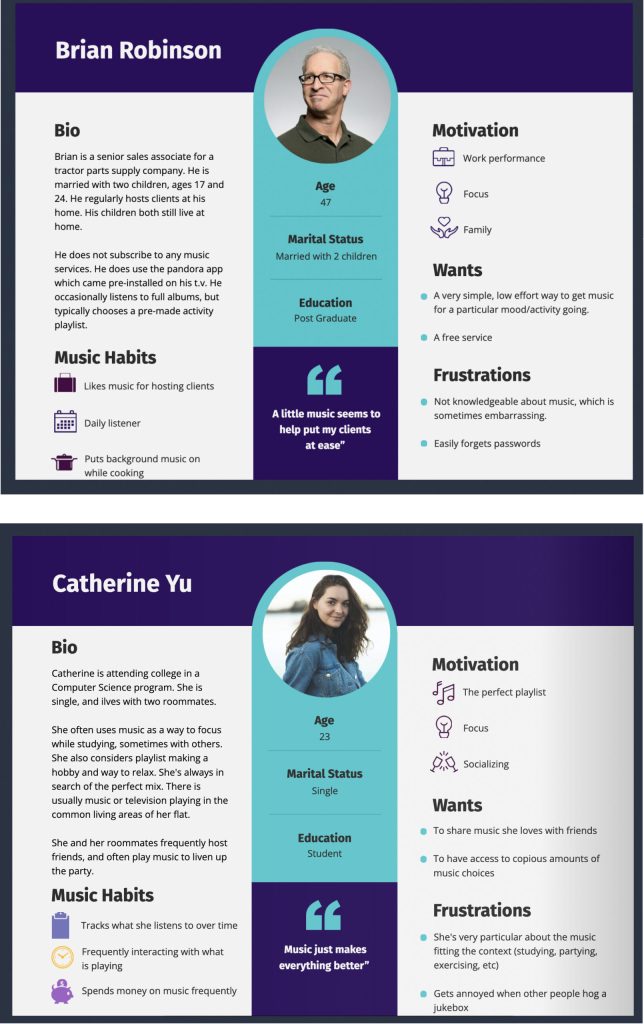 Brian Robinson
Bio
Brian is a senior sales associate for a
tractor parts supply company. He is
married with two children, ages 17 and
24. He regularly hosts clients at his
home. His children both still live at
home.
He does not subscribe to any music
services. He does use the pandora app
which came pre-installed on his t.v. He
occasionally listens to full albums, but
typically chooses a pre-made activity
playlist.
Music Habits
Likes music for hosting clients
Daily listener
Puts background music on
while cooking
Age
47
Marital Status
Married with 2 children
Education
Post Graduate
“
A little music seems to
help put my clients
at ease”
Motivation
Work performance
Focus
Family
Wants
A very simple, low effort way to get music
for a particular mood/activity going.
A free service
Frustrations
Not knowledgeable about music, which is
sometimes embarrassing.
Easily forgets passwords
Catherine Yu
Bio
Catherine is attending college in a
Computer Science program. She is
single, and ilves with two roommates.
She often uses music as a way to focus
while studying, sometimes with others.
She also considers playlist making a
hobby and way to relax. She's always in
search of the perfect mix. There is
usually music or television playing in the
common living areas of her flat.
She and her roommates frequently host
friends, and often play music to liven up
the party.
Music Habits
Tracks what she listens to over time
Frequently interacting with what
is playing
Spends money on music frequently
Age
23
Marital Status
Single
Education
Student
“
Music just makes
everything better”
Motivation
The perfect playlist
Focus
Socializing
Wants
To share music she loves with friends
To have access to copious amounts of
music choices
Frustrations
She's very particular about the music
fitting the context (studying, partying,
exercising, etc)
Gets annoyed when other people hog a
jukebox